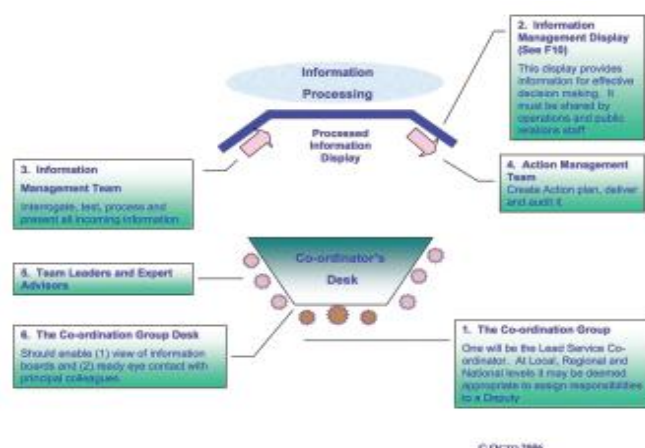 2. Information
Management Display
(See F10)
This display provides
information for effective
decision making. It
must be shared by
operations and public
relations staff
Information
Processing
Processed
Information
Display
3. Information
Management Team
Interrogate, test, process and
present all incoming information
4. Action Management
Team
Create Action plan, deliver
and audit it
Co-ordinator's
Desk
5. Team Leaders and Expert
Advisors
6. The Co-ordination Group Desk
Should enable (1) view of information
boards and (2) ready eye contact with
principal colleagues
1. The Co-ordination Group
One will be the Lead Service Co-
ordinator. At Local, Regional and
National levels it may be deemed
appropriate to assign responsibilities
to a Deputy